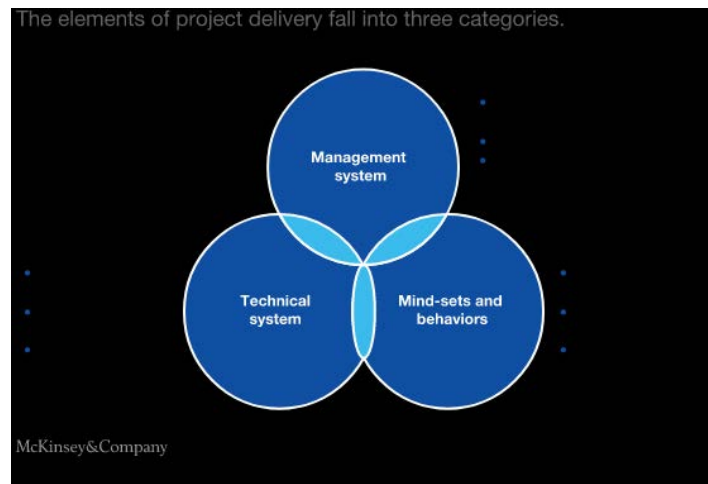 The elements of project delivery fall into three categories.
Management
system
Technical
system
Mind-sets and
behaviors
McKinsey&Company